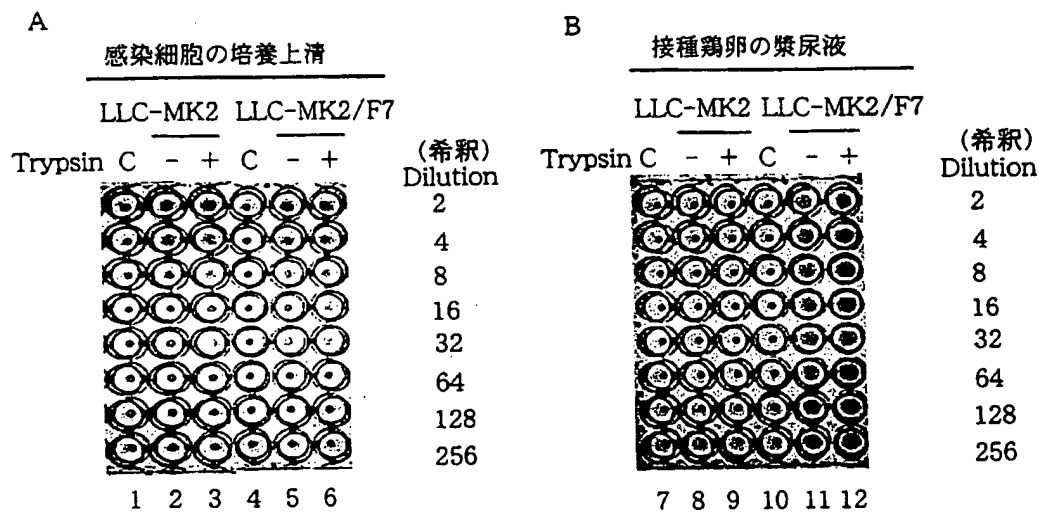 A
感染細胞の培養上清
LLC-MK2 LLC-MK2/F7
Trypsin C - + C - +
(希釈)
Dilution
2
4
8
16
32
64
128
256
1 2 3 4 5 6
B
接種鶏卵の漿尿液
LLC-MK2 LLC-MK2/F7
Trypsin C - + C - +
(希釈)
Dilution
2
4
8
16
32
64
128
256
7 8 9 10 11 12